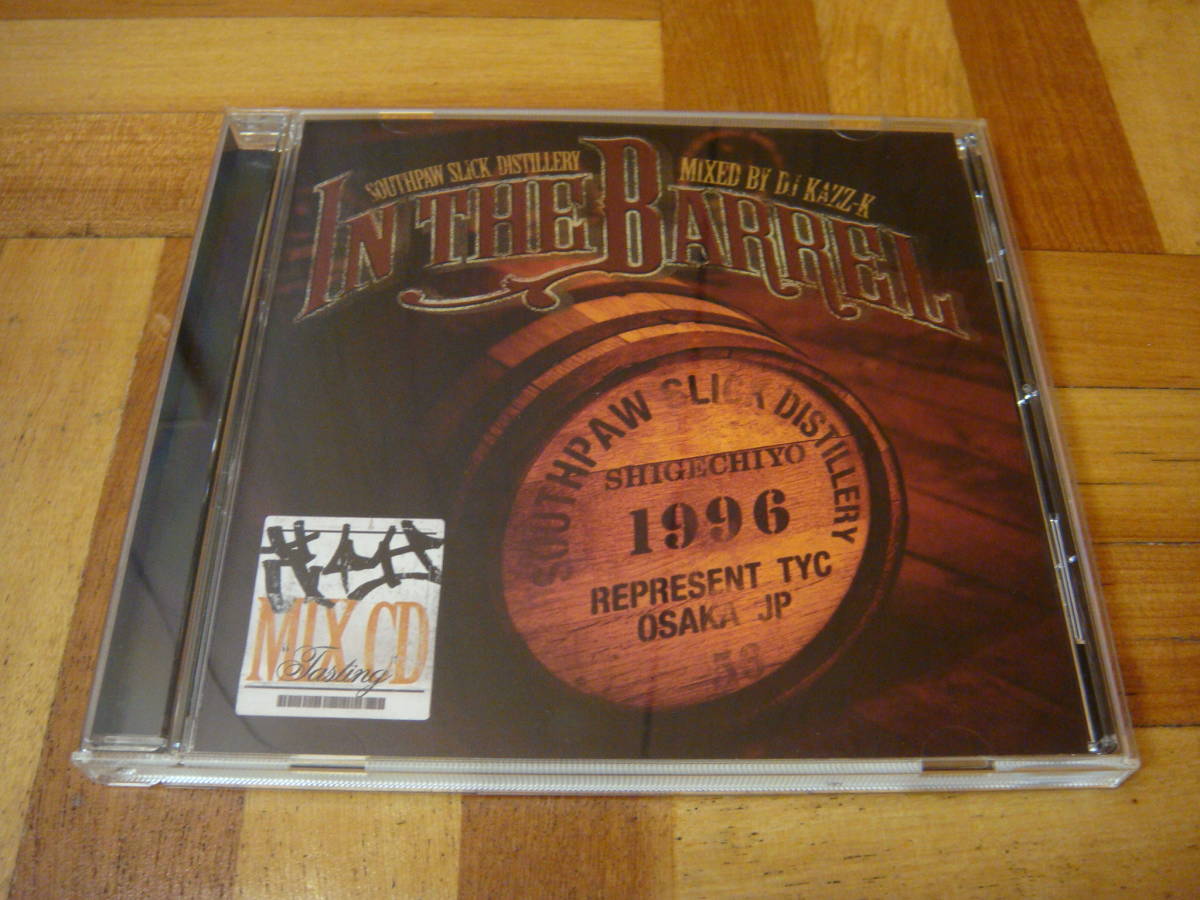 SOUTHPAW SLiCK DISTILLERY
MiXED BY DJ KAZZ-K
IN THE BARREL
SOUTHPAW SLICK DISTILLERY
SHIGECHIYO
1996
REPRESENT TYC
OSAKA JP
53
MIX CD
Tasting